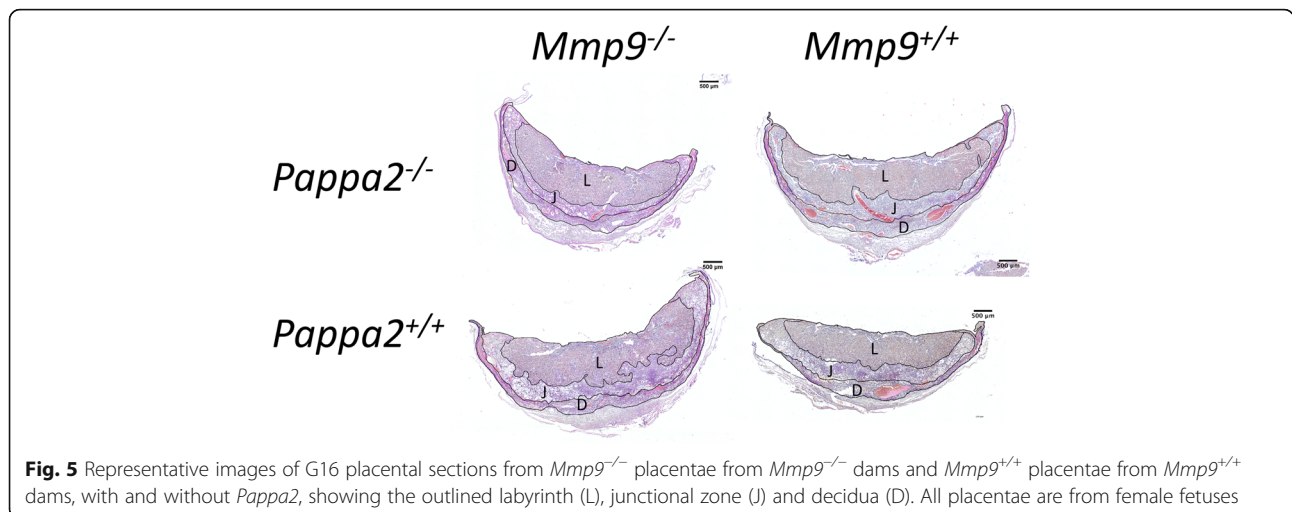 Mmp9-/- Mmp9+/+
500 µm
Pappa2-/-
D
L
J
L
J
D
500 µm
500 µm
Pappa2+/+
L
J
D
500 µm
L
J
D
Fig. 5 Representative images of G16 placental sections from Mmp9−/− placentae from Mmp9−/− dams and Mmp9+/+ placentae from Mmp9+/+
dams, with and without Pappa2, showing the outlined labyrinth (L), junctional zone (J) and decidua (D). All placentae are from female fetuses